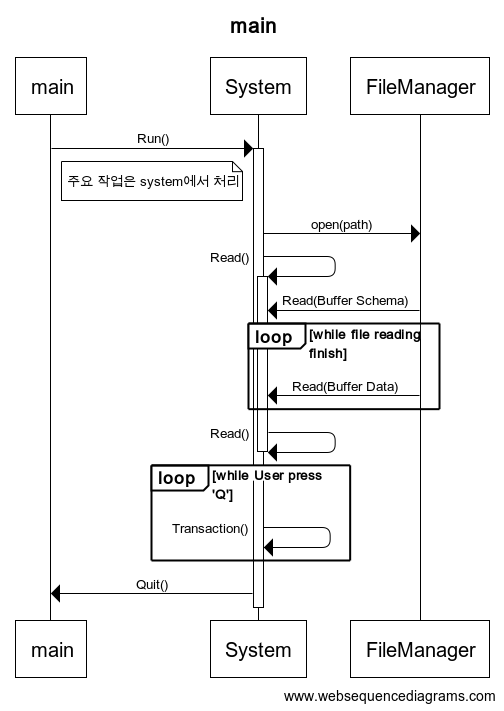 main
main System FileManager
Run()
주요 작업은 system에서 처리
open(path)
Read()
Read(Buffer Schema)
loop [while file reading
finish]
Read(Buffer Data)
Read()
loop [while User press
'Q']
Transaction()
Quit()
main System FileManager
www.websequencediagrams.com